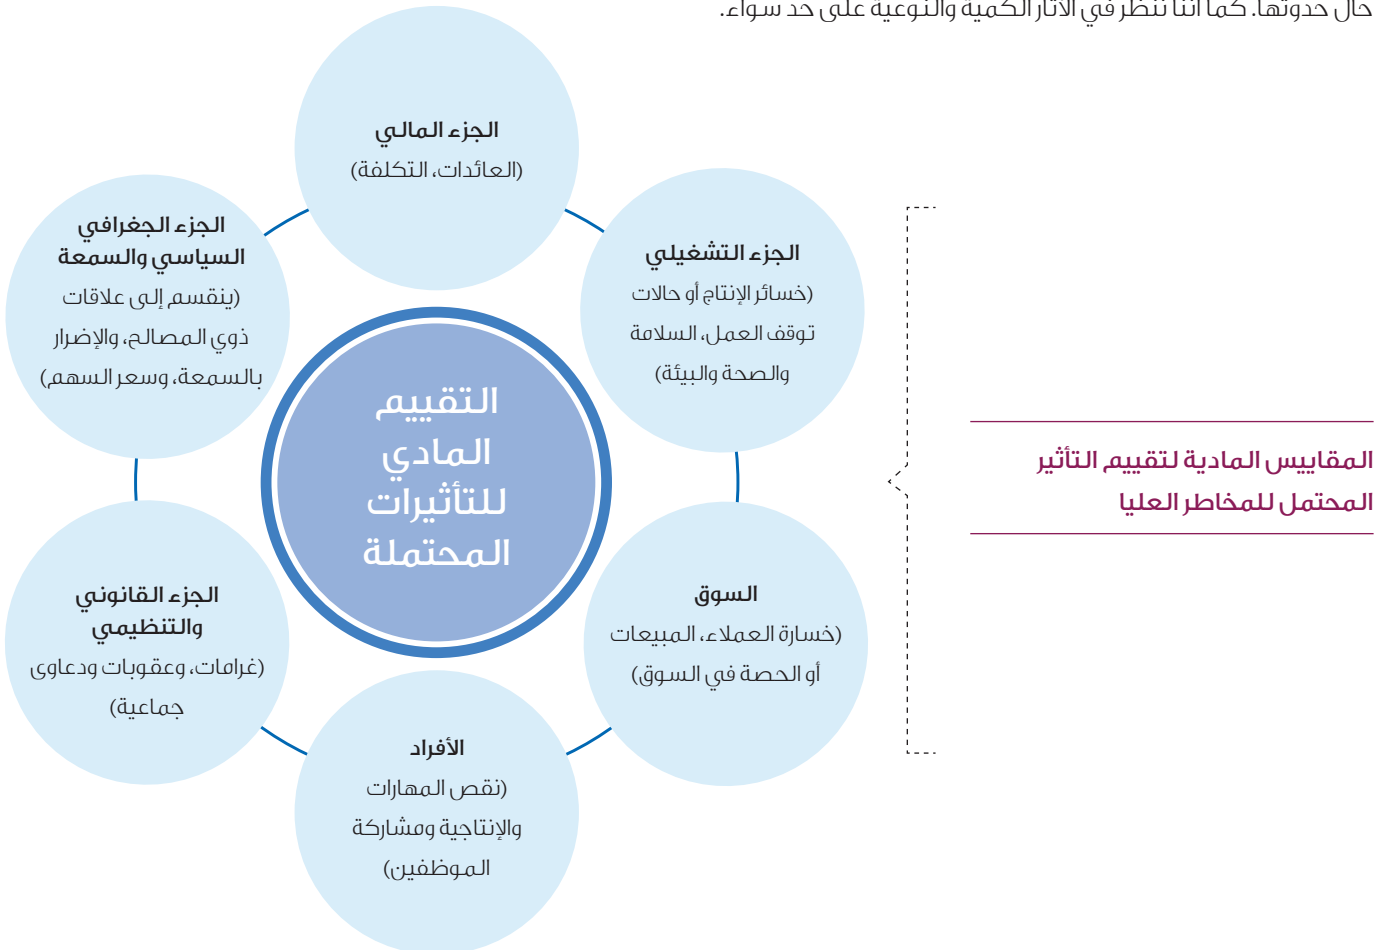 حال حدوثها. كما أننا ننظر في الآثار الكمية والنوعية على حد سواء.
الجزء المالي
(العائدات، التكلفة)
الجزء التشغيلي
(خسائر الإنتاج أو حالات
توقف العمل، السلامة
والصحة والبيئة)
السوق
(خسارة العملاء، المبيعات
أو الحصة في السوق)
الأفراد
(نقص المهارات
والإنتاجية ومشاركة
الموظفين)
الجزء القانوني
والتنظيمي
(غرامات، وعقوبات ودعاوى
جماعية)
الجزء الجغرافي
السياسي والسمعة
(ينقسم إلى علاقات
ذوي المصالح، والإضرار
بالسمعة، وسعر السهم)
التقييم
المادي
للتأثيرات
المحتملة
المقاييس المادية لتقييم التأثير
المحتمل للمخاطر العليا